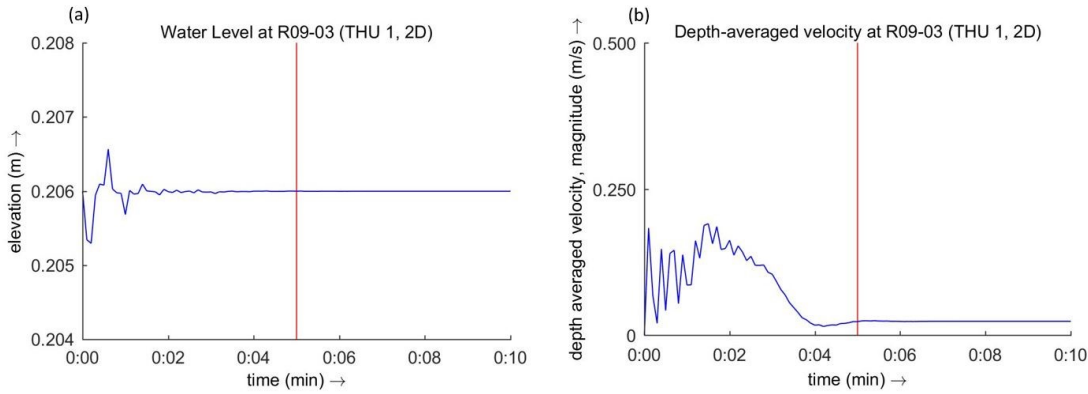 (a)
Water Level at R09-03 (THU 1, 2D)
elevation (m) →
0.208
0.207
0.206
0.205
0.204
0:00 0:02 0:04 0:06 0:08 0:10
time (min) →
(b)
Depth-averaged velocity at R09-03 (THU 1, 2D)
depth averaged velocity, magnitude (m/s) →
0.500
0.250
0
0:00 0:02 0:04 0:06 0:08 0:10
time (min) →